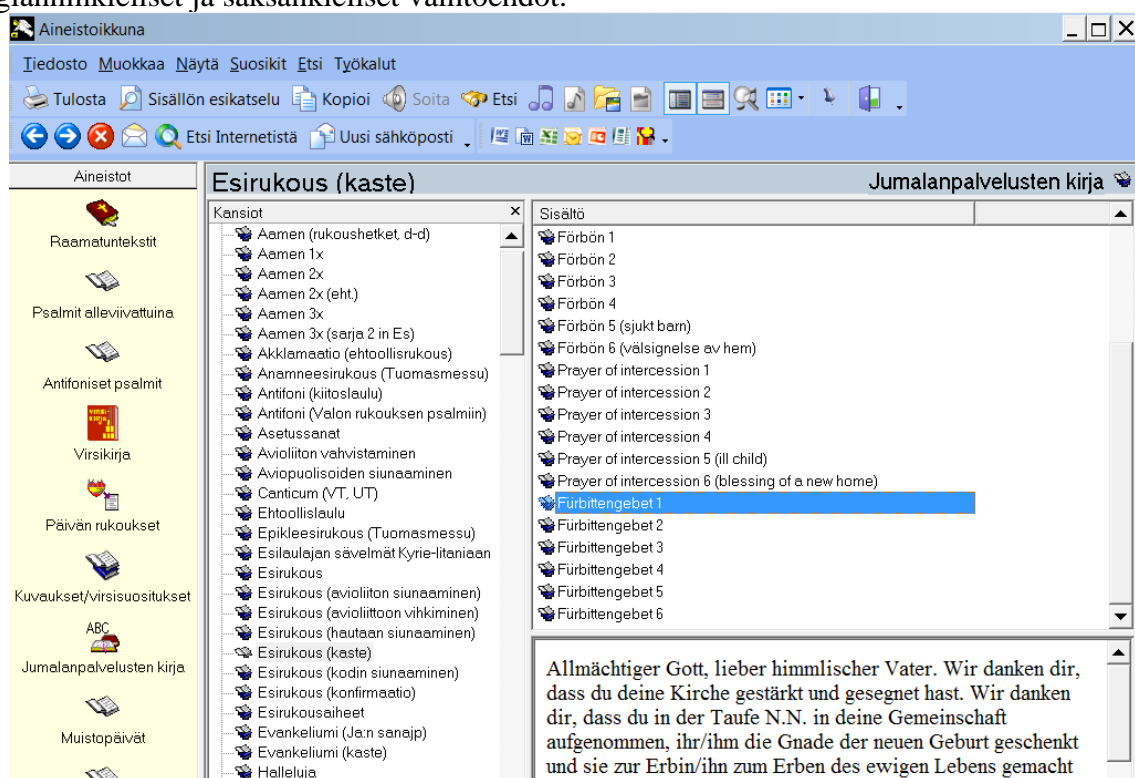 glanninkieliset ja saksankieliset vaihtoehdot.
Aineistoikkuna
Tiedosto Muokkaa Näytä Suosikit Etsi Työkalut
Tulosta Sisällön esikatselu Kopioi Soita Etsi
Etsi Internetistä Uusi sähköposti
Aineistot
Raamatuntekstit
Psalmit alleviivattuina
Antifoniset psalmit
VIRSI-
KIRJA
Virsikirja
Päivän rukoukset
Kuvaukset/virsisuositukset
ABC
Jumalanpalvelusten kirja
Muistopäivät
Esirukous (kaste)
Jumalanpalvelusten kirja
Kansiot
Aamen (rukoushetket, d-d)
Aamen 1x
Aamen 2x
Aamen 2x (eht.)
Aamen 3x
Aamen 3x (sarja 2 in Es)
Akklamaatio (ehtoollisrukous)
Anamneesirukous (Tuomasmessu)
Antifoni (kiitoslaulu)
Antifoni (Valon rukouksen psalmiin)
Asetussanat
Avioliiton vahvistaminen
Aviopuolisoiden siunaaminen
Canticum (VT, UT)
Ehtoollislaulu
Epikleesirukous (Tuomasmessu)
Esilaulajan sävelmät Kyrie-litaniaan
Esirukous
Esirukous (avioliiton siunaaminen)
Esirukous (avioliittoon vihkiminen)
Esirukous (hautaan siunaaminen)
Esirukous (kaste)
Esirukous (kodin siunaaminen)
Esirukous (konfirmaatio)
Esirukousaiheet
Evankeliumi (Ja:n sanajp)
Evankeliumi (kaste)
Halleluja
Sisältö
Förbön 1
Förbön 2
Förbön 3
Förbön 4
Förbön 5 (sjukt barn)
Förbön 6 (välsignelse av hem)
Prayer of intercession 1
Prayer of intercession 2
Prayer of intercession 3
Prayer of intercession 4
Prayer of intercession 5 (ill child)
Prayer of intercession 6 (blessing of a new home)
Fürbittengebet 1
Fürbittengebet 2
Fürbittengebet 3
Fürbittengebet 4
Fürbittengebet 5
Fürbittengebet 6
Allmächtiger Gott, lieber himmlischer Vater. Wir danken dir,
dass du deine Kirche gestärkt und gesegnet hast. Wir danken
dir, dass du in der Taufe N.N. in deine Gemeinschaft
aufgenommen, ihr/ihm die Gnade der neuen Geburt geschenkt
und sie zur Erbin/ihn zum Erben des ewigen Lebens gemacht